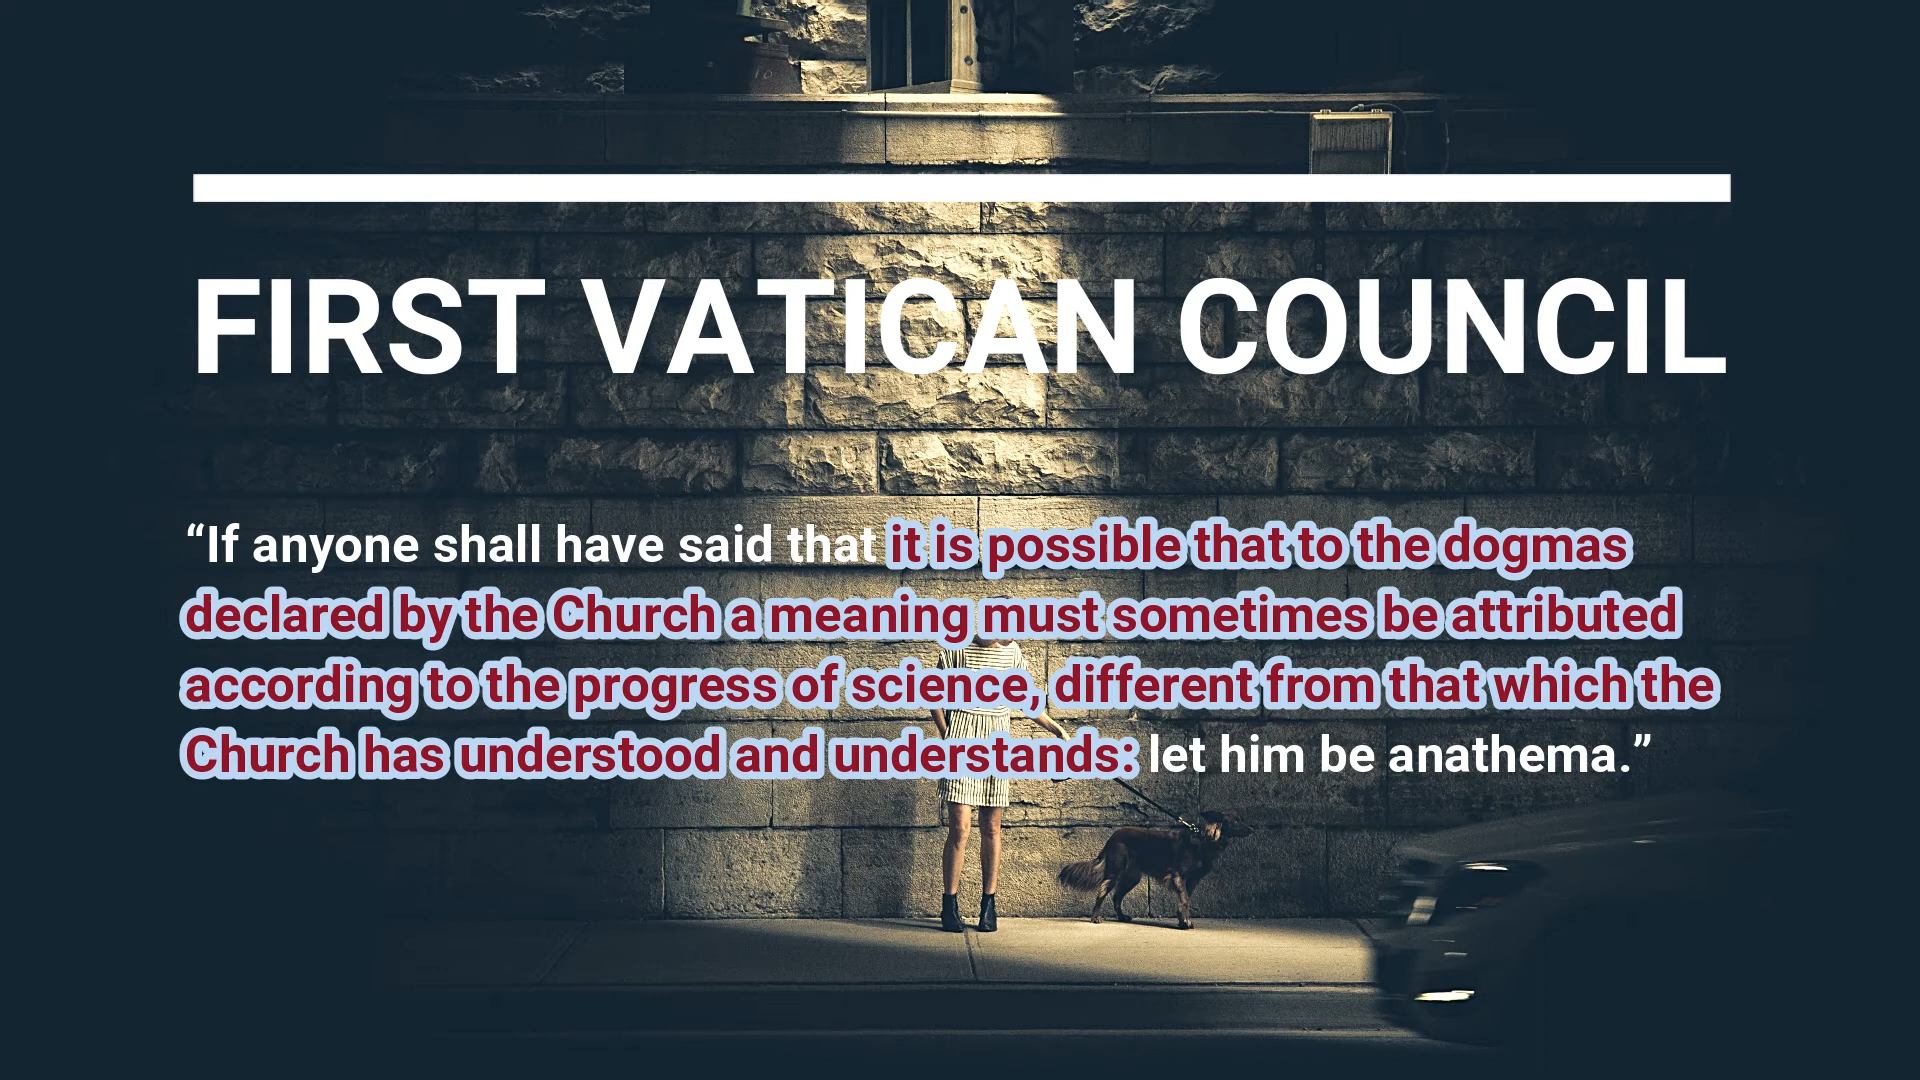 FIRST VATICAN COUNCIL
“If anyone shall have said that it is possible that to the dogmas
declared by the Church a meaning must sometimes be attributed
according to the progress of science, different from that which the
Church has understood and understands: let him be anathema.”